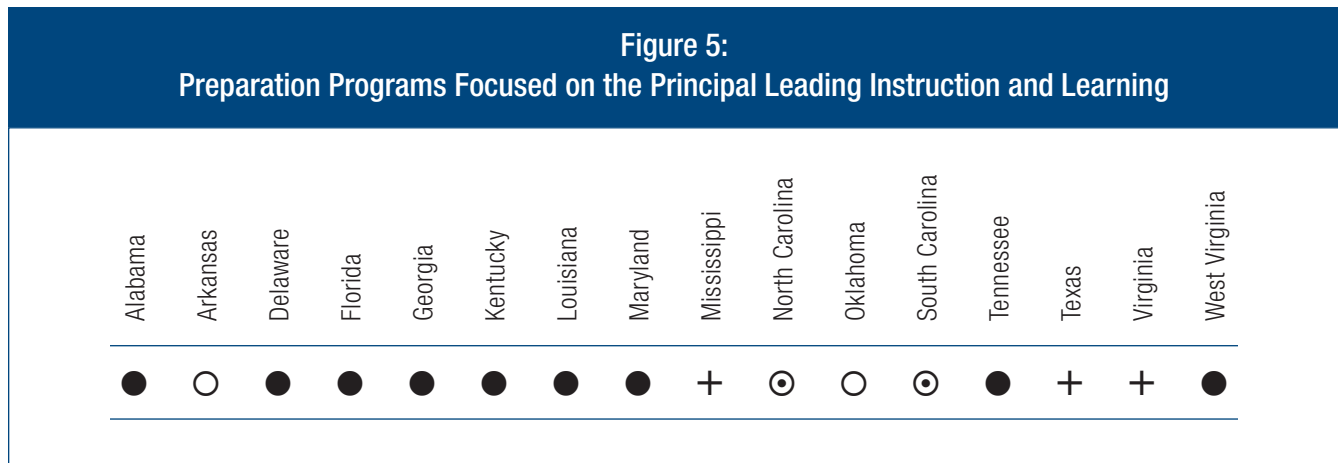 Figure 5:
Preparation Programs Focused on the Principal Leading Instruction and Learning
Alabama
Arkansas
Delaware
Florida
Georgia
Kentucky
Louisiana
Maryland
Mississippi
North Carolina
Oklahoma
South Carolina
Tennessee
Texas
Virginia
West Virginia
● ○ ● ● ● ● ● ● + ⊙ ○ ⊙ ● + + ●